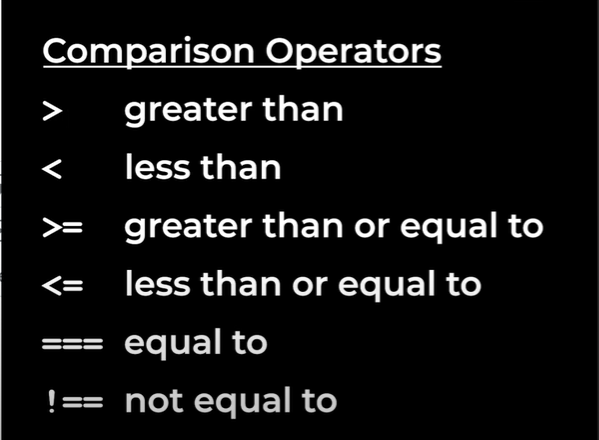 Comparison Operators
> greater than
< less than
>= greater than or equal to
<= less than or equal to
=== equal to
!== not equal to